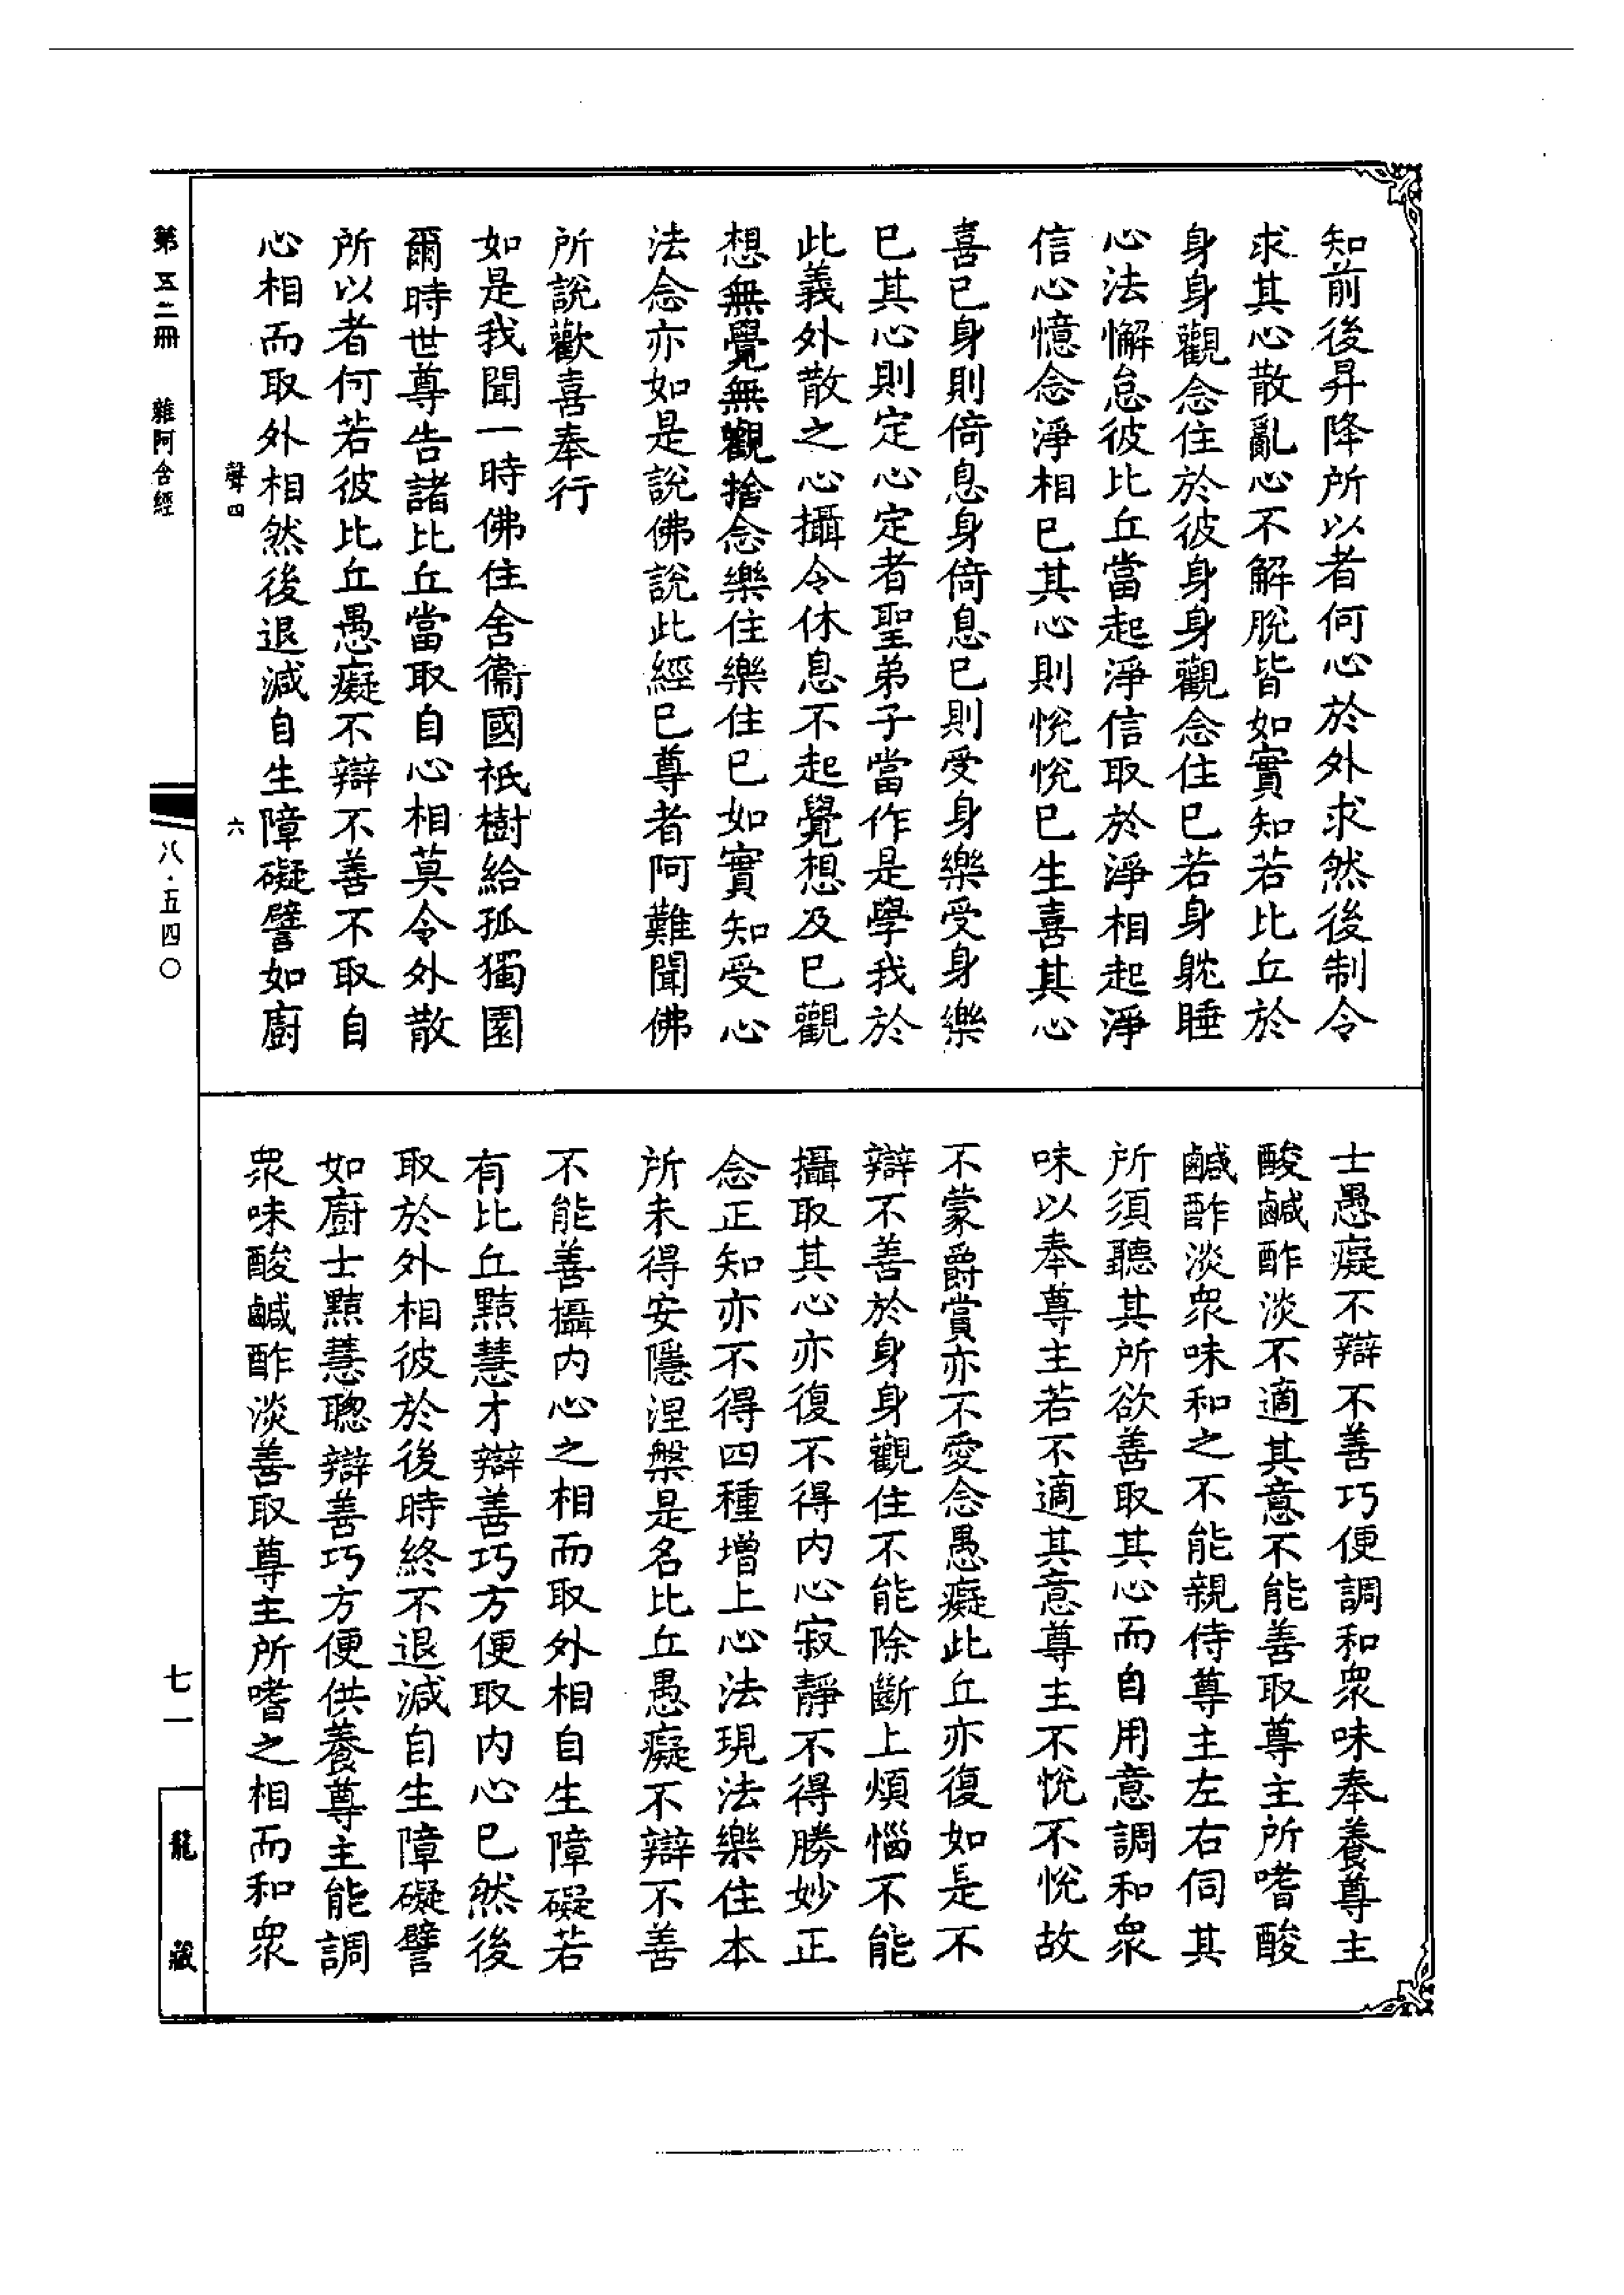 知前後昇降所以者何心於外求然後制令
求其心散亂心不解脫皆如實知若比丘於
身身觀念住於彼身身觀念住已若身躭睡
心法懈怠彼比丘當起淨信取於淨相起淨
信心憶念淨相已其心則悅悅已生喜其心
喜已身則倚息身倚息已則受身樂受身樂
已其心則定心定者聖弟子當作是學我於
此義外散之心攝令休息不起覺想及已觀
想無覺無觀捨念樂住樂住已如實知受心
法念亦如是說佛說此經已尊者阿難聞佛
所說歡喜奉行
如是我聞一時佛住舍衞國祇樹給孤獨園
爾時世尊告諸比丘當取自心相莫令外散
所以者何若彼比丘愚癡不辯不善不取自
心相而取外相然後退減自生障礙譬如廚
士愚癡不辯不善巧便調和衆味奉養尊主
酸鹹酢淡不適其意不能善取尊主所嗜酸
鹹酢淡衆味和之不能親侍尊主左右伺其
所須聽其所欲善取其心而自用意調和衆
味以奉尊主若不適其意尊主不悅不悅故
不蒙爵賞亦不愛念愚癡比丘亦復如是不
辯不善於身身觀住不能除斷上煩惱不能
攝取其心亦復不得内心寂靜不得勝妙正
念正知亦不得四種增上心法現法樂住本
所未得安隱涅槃是名比丘愚癡不辯不善
不能善攝内心之相而取外相自生障礙若
有比丘黠慧才辯善巧方便取内心已然後
取於外相彼於後時終不退減自生障礙譬
如廚士黠慧聰辯善巧方便供養尊主能調
衆味酸鹹酢淡善取尊主所嗜之相而和衆
聲四 六
第五二冊 雜阿含經
八·五四〇
七一
龍藏